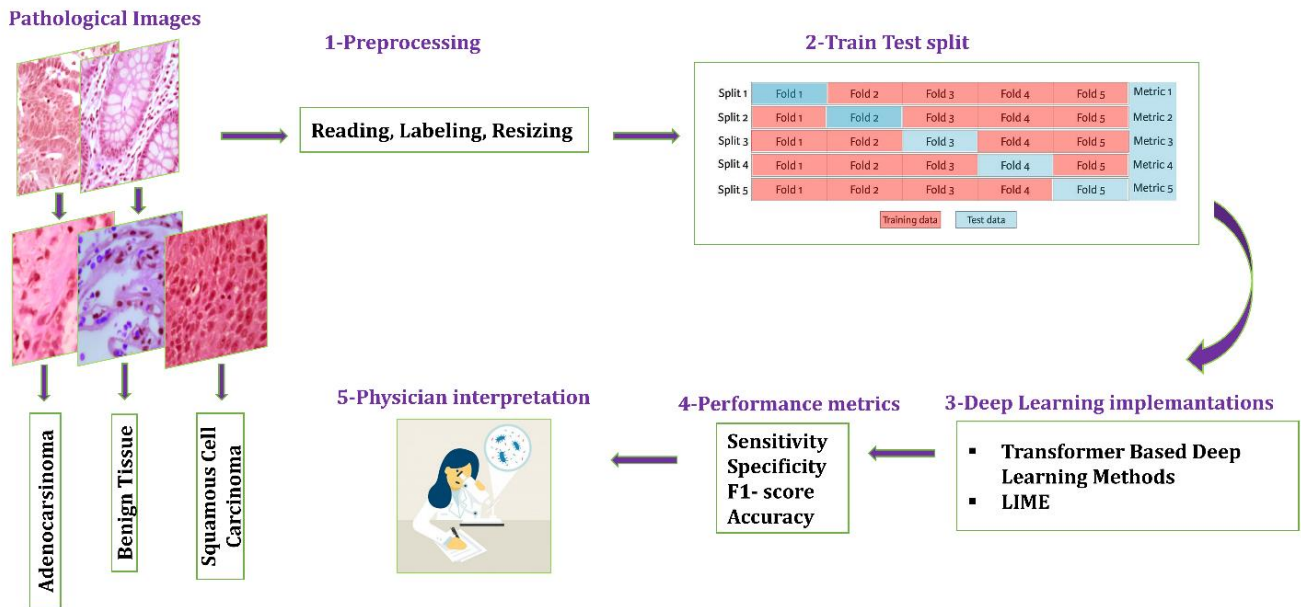 Pathological Images
1-Preprocessing
Reading, Labeling, Resizing
2-Train Test split
Split 1 Fold 1 Fold 2 Fold 3 Fold 4 Fold 5 Metric 1
Split 2 Fold 1 Fold 2 Fold 3 Fold 4 Fold 5 Metric 2
Split 3 Fold 1 Fold 2 Fold 3 Fold 4 Fold 5 Metric 3
Split 4 Fold 1 Fold 2 Fold 3 Fold 4 Fold 5 Metric 4
Split 5 Fold 1 Fold 2 Fold 3 Fold 4 Fold 5 Metric 5
Training data Test data
3-Deep Learning implemantations
▪ Transformer Based Deep
Learning Methods
▪ LIME
4-Performance metrics
Sensitivity
Specificity
F1- score
Accuracy
5-Physician interpretation
Adenocarsinoma
Benign Tissue
Squamous Cell
Carcinoma